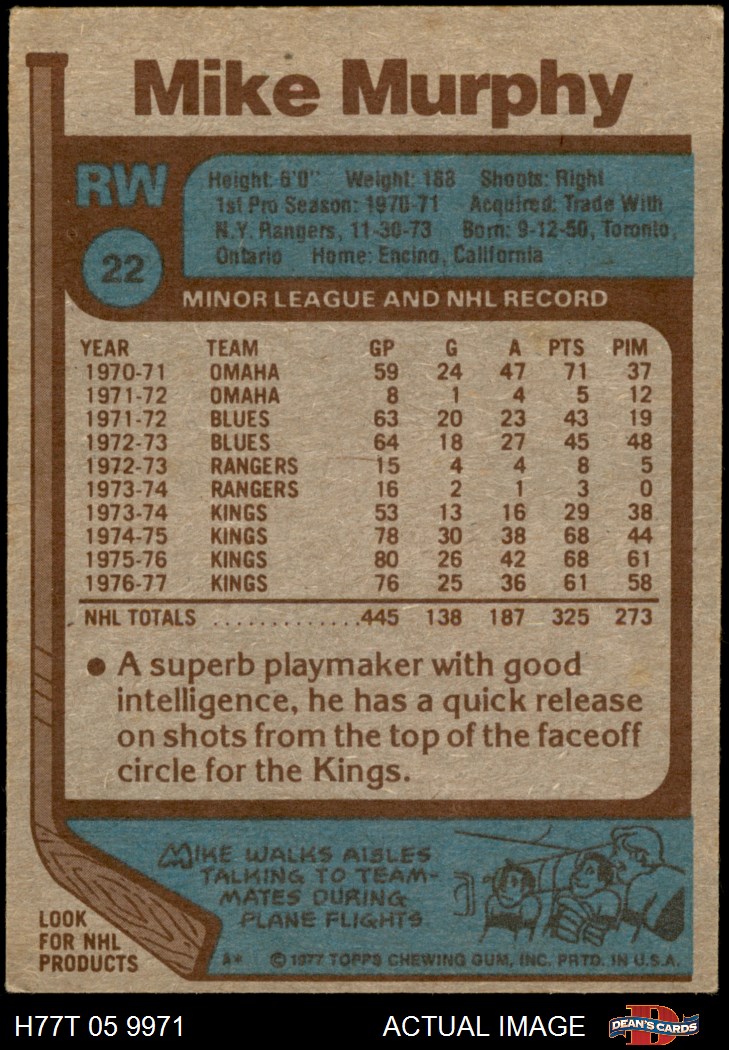 Mike Murphy
RW
Height: 6'0" Weight: 188 Shoots: Right
1st Pro Season: 1970-71 Acquired: Trade With
N.Y. Rangers, 11-30-73 Born: 9-12-50, Toronto,
Ontario Home: Encino, California
22
MINOR LEAGUE AND NHL RECORD
YEAR TEAM GP G A PTS PIM
1970-71 OMAHA 59 24 47 71 37
1971-72 OMAHA 8 1 4 5 12
1971-72 BLUES 63 20 23 43 19
1972-73 BLUES 64 18 27 45 48
1972-73 RANGERS 15 4 4 8 5
1973-74 RANGERS 16 2 1 3 0
1973-74 KINGS 53 13 16 29 38
1974-75 KINGS 78 30 38 68 44
1975-76 KINGS 80 26 42 68 61
1976-77 KINGS 76 25 36 61 58
NHL TOTALS .............445 138 187 325 273
● A superb playmaker with good
intelligence, he has a quick release
on shots from the top of the faceoff
circle for the Kings.
MIKE WALKS AISLES
TALKING TO TEAM-
MATES DURING
PLANE FLIGHTS
LOOK
FOR NHL
PRODUCTS
A* © 1977 TOPPS CHEWING GUM, INC. PRTD. IN U.S.A.
H77T 05 9971 ACTUAL IMAGE DEAN'S CARDS